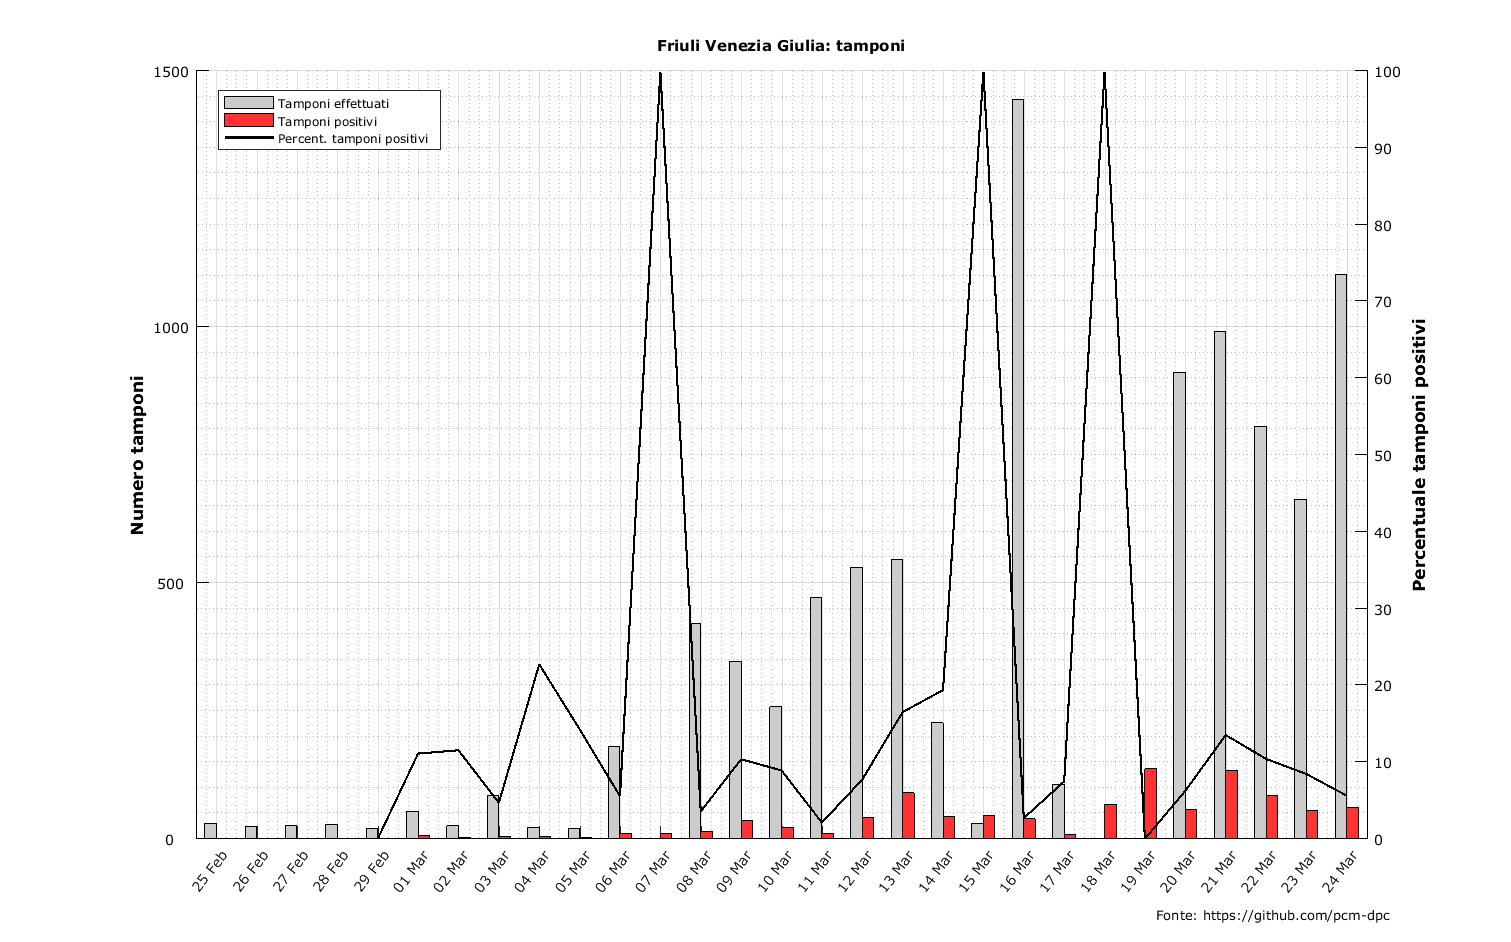 Friuli Venezia Giulia: tamponi
Tamponi effettuati
Tamponi positivi
Percent. tamponi positivi
Numero tamponi
1500
1000
500
0
Percentuale tamponi positivi
100
90
80
70
60
50
40
30
20
10
0
25 Feb
26 Feb
27 Feb
28 Feb
29 Feb
01 Mar
02 Mar
03 Mar
04 Mar
05 Mar
06 Mar
07 Mar
08 Mar
09 Mar
10 Mar
11 Mar
12 Mar
13 Mar
14 Mar
15 Mar
16 Mar
17 Mar
18 Mar
19 Mar
20 Mar
21 Mar
22 Mar
23 Mar
24 Mar
Fonte: https://github.com/pcm-dpc